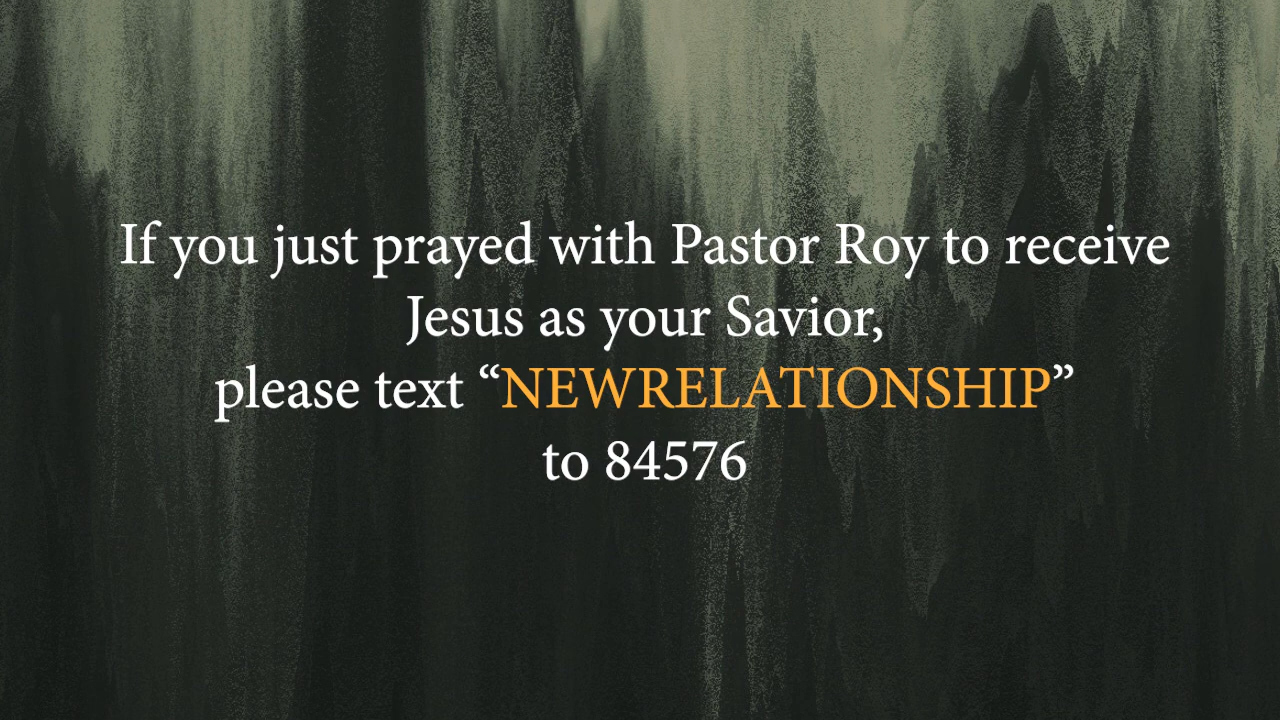 If you just prayed with Pastor Roy to receive
Jesus as your Savior,
please text “NEWRELATIONSHIP”
to 84576